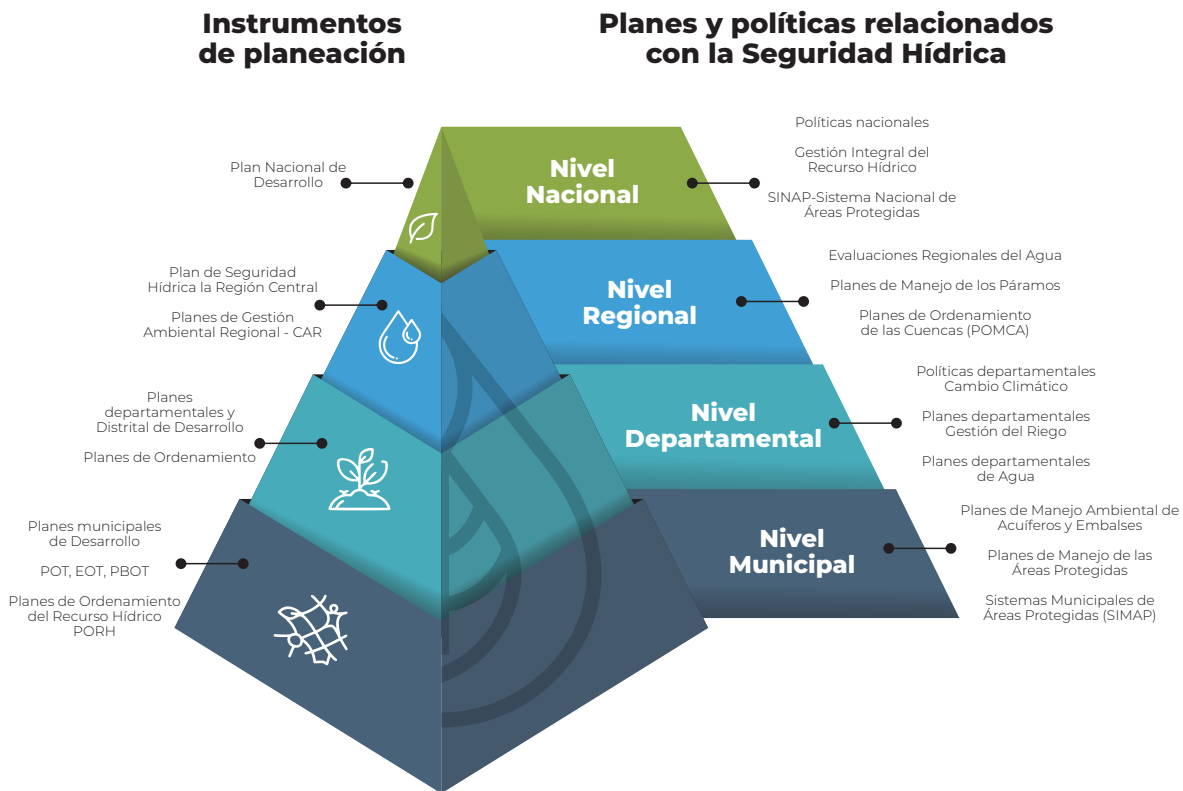 Instrumentos
de planeación
Planes y políticas relacionados
con la Seguridad Hídrica
Plan Nacional de
Desarrollo
Nivel
Nacional
Políticas nacionales
Gestión Integral del
Recurso Hídrico
SINAP-Sistema Nacional de
Áreas Protegidas
Plan de Seguridad
Hídrica la Región Central
Planes de Gestión
Ambiental Regional - CAR
Nivel
Regional
Evaluaciones Regionales del Agua
Planes de Manejo de los Páramos
Planes de Ordenamiento
de las Cuencas (POMCA)
Planes
departamentales y
Distrital de Desarrollo
Planes de Ordenamiento
Nivel
Departamental
Políticas departamentales
Cambio Climático
Planes departamentales
Gestión del Riego
Planes departamentales
de Agua
Planes municipales
de Desarrollo
POT, EOT, PBOT
Planes de Ordenamiento
del Recurso Hídrico
PORH
Nivel
Municipal
Planes de Manejo Ambiental de
Acuíferos y Embalses
Planes de Manejo de las
Áreas Protegidas
Sistemas Municipales de
Áreas Protegidas (SIMAP)